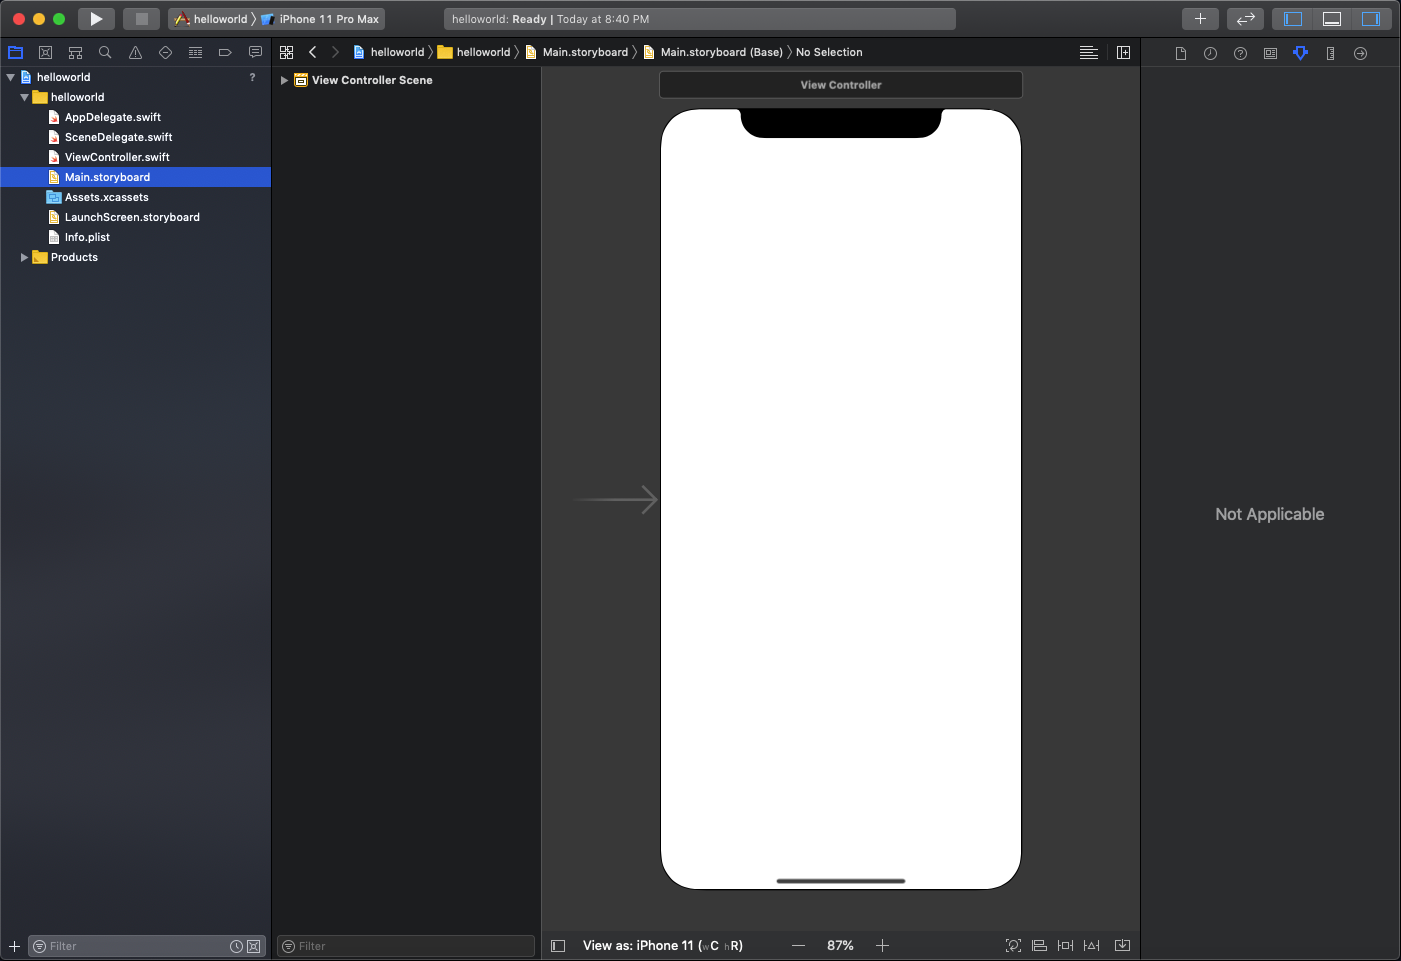 helloworld 〉 iPhone 11 Pro Max
helloworld: Ready | Today at 8:40 PM
helloworld ?
helloworld
AppDelegate.swift
SceneDelegate.swift
ViewController.swift
Main.storyboard
Assets.xcassets
LaunchScreen.storyboard
Info.plist
Products
Filter
helloworld 〉 helloworld 〉 Main.storyboard 〉 Main.storyboard (Base) 〉 No Selection
View Controller Scene
Filter
View Controller
View as: iPhone 11 (wC hR)
87%
Not Applicable